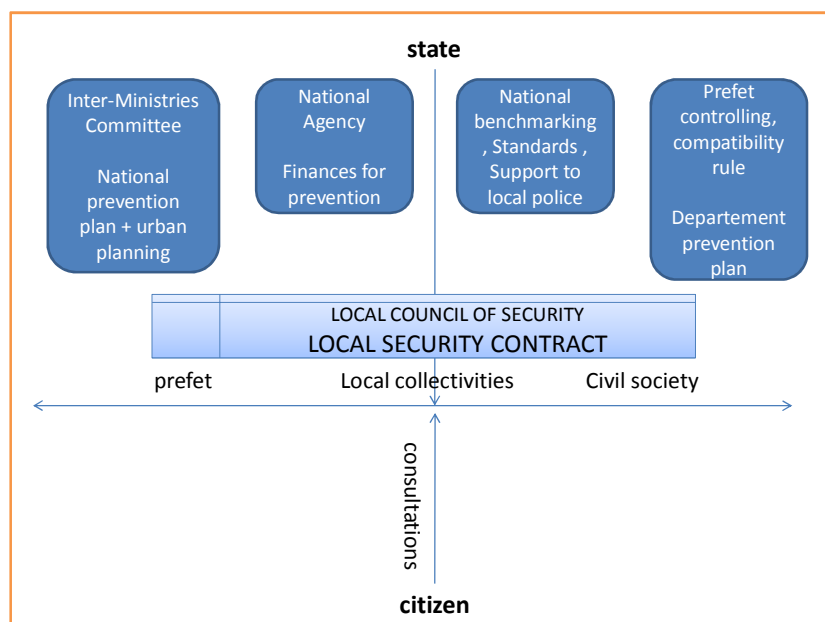 state
Inter-Ministries
Committee
National
prevention
plan + urban
planning
National
Agency
Finances for
prevention
National
benchmarking
, Standards ,
Support to
local police
Prefet
controlling,
compatibility
rule
Departement
prevention
plan
LOCAL COUNCIL OF SECURITY
LOCAL SECURITY CONTRACT
prefet
Local collectivities
Civil society
consultations
citizen